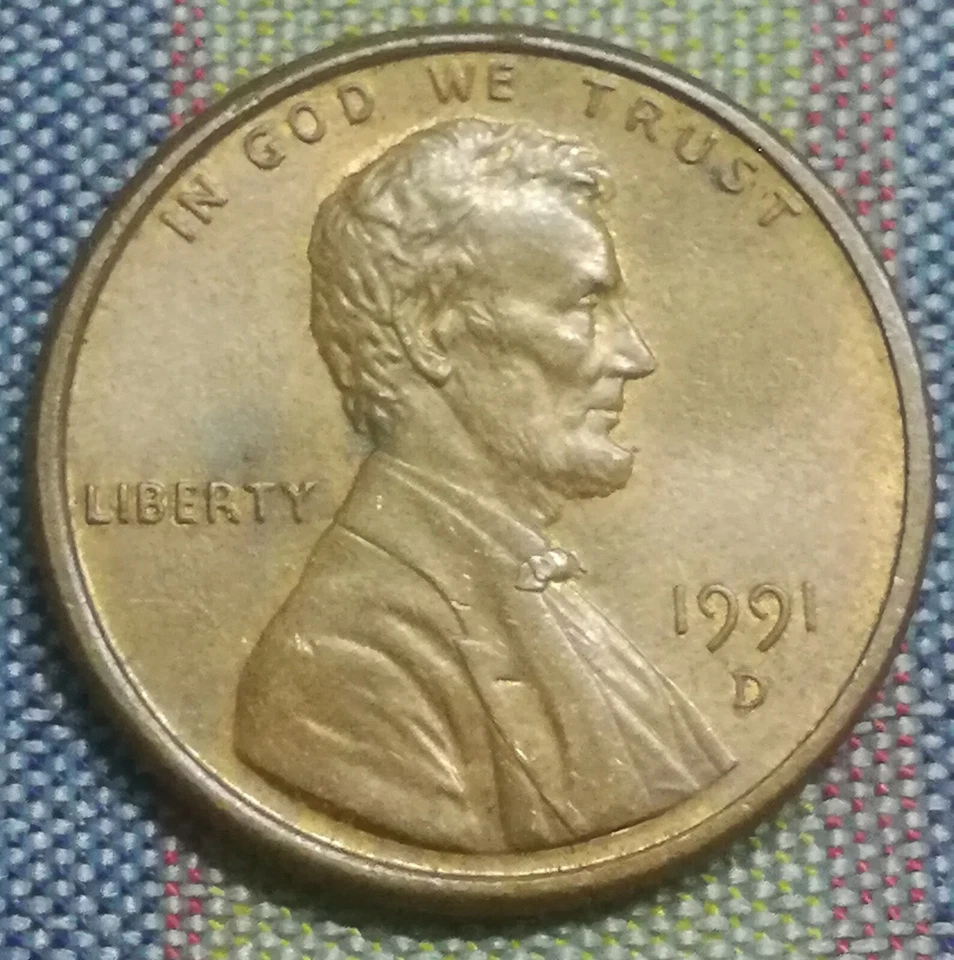 IN GOD WE TRUST
LIBERTY
1991
D